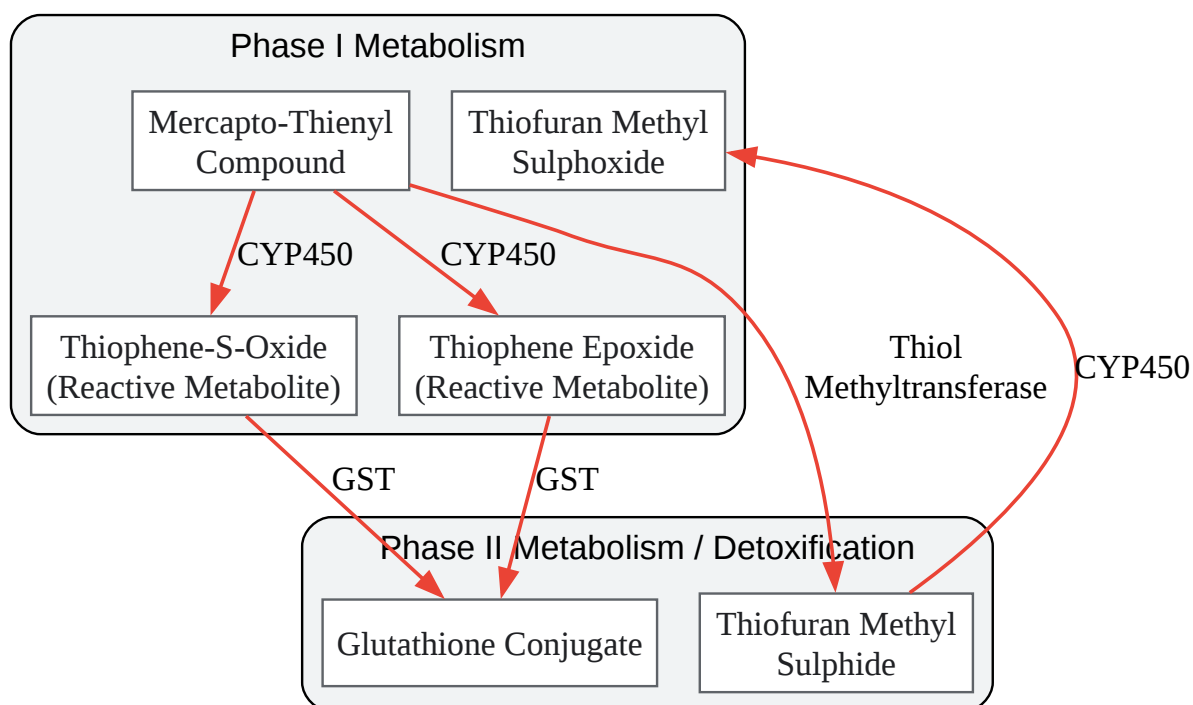 Phase I Metabolism
Mercapto-Thienyl
Compound
Thiofuran Methyl
Sulphoxide
CYP450
CYP450
Thiophene-S-Oxide
(Reactive Metabolite)
Thiophene Epoxide
(Reactive Metabolite)
Thiol
Methyltransferase
CYP450
GST
GST
Phase II Metabolism / Detoxification
Glutathione Conjugate
Thiofuran Methyl
Sulphide